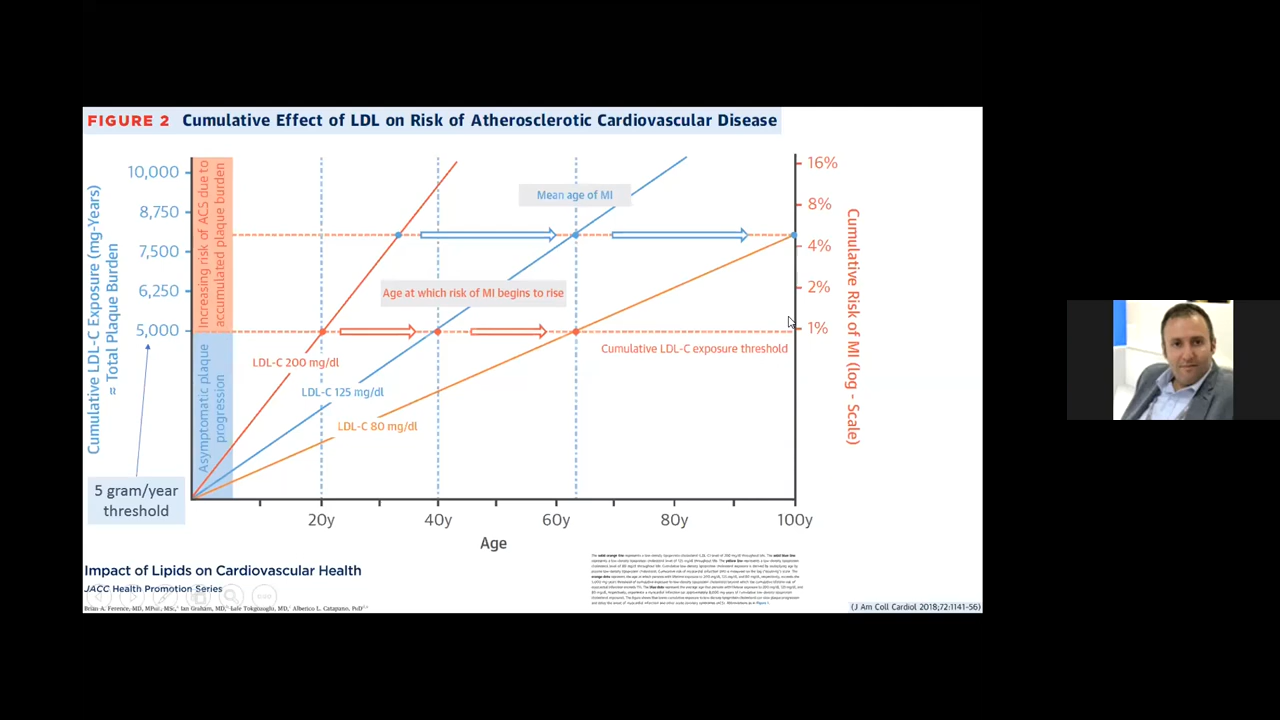 FIGURE 2 Cumulative Effect of LDL on Risk of Atherosclerotic Cardiovascular Disease
Cumulative LDL-C Exposure (mg-Years)
≈ Total Plaque Burden
10,000
8,750
7,500
6,250
5,000
Increasing risk of ACS due to
accumulated plaque burden
Asymptomatic plaque
progression
Mean age of MI
Age at which risk of MI begins to rise
Cumulative LDL-C exposure threshold
LDL-C 200 mg/dl
LDL-C 125 mg/dl
LDL-C 80 mg/dl
16%
8%
4%
2%
1%
Cumulative Risk of MI (log - Scale)
5 gram/year
threshold
20y
40y
60y
80y
100y
Age
Impact of Lipids on Cardiovascular Health
JACC Health Promotion Series
Brian A. Ference, MD, MPhil, MSc, Ian Graham, MD, Lale Tokgozoglu, MD, Alberico L. Catapano, PhD
(J Am Coll Cardiol 2018;72:1141-56)